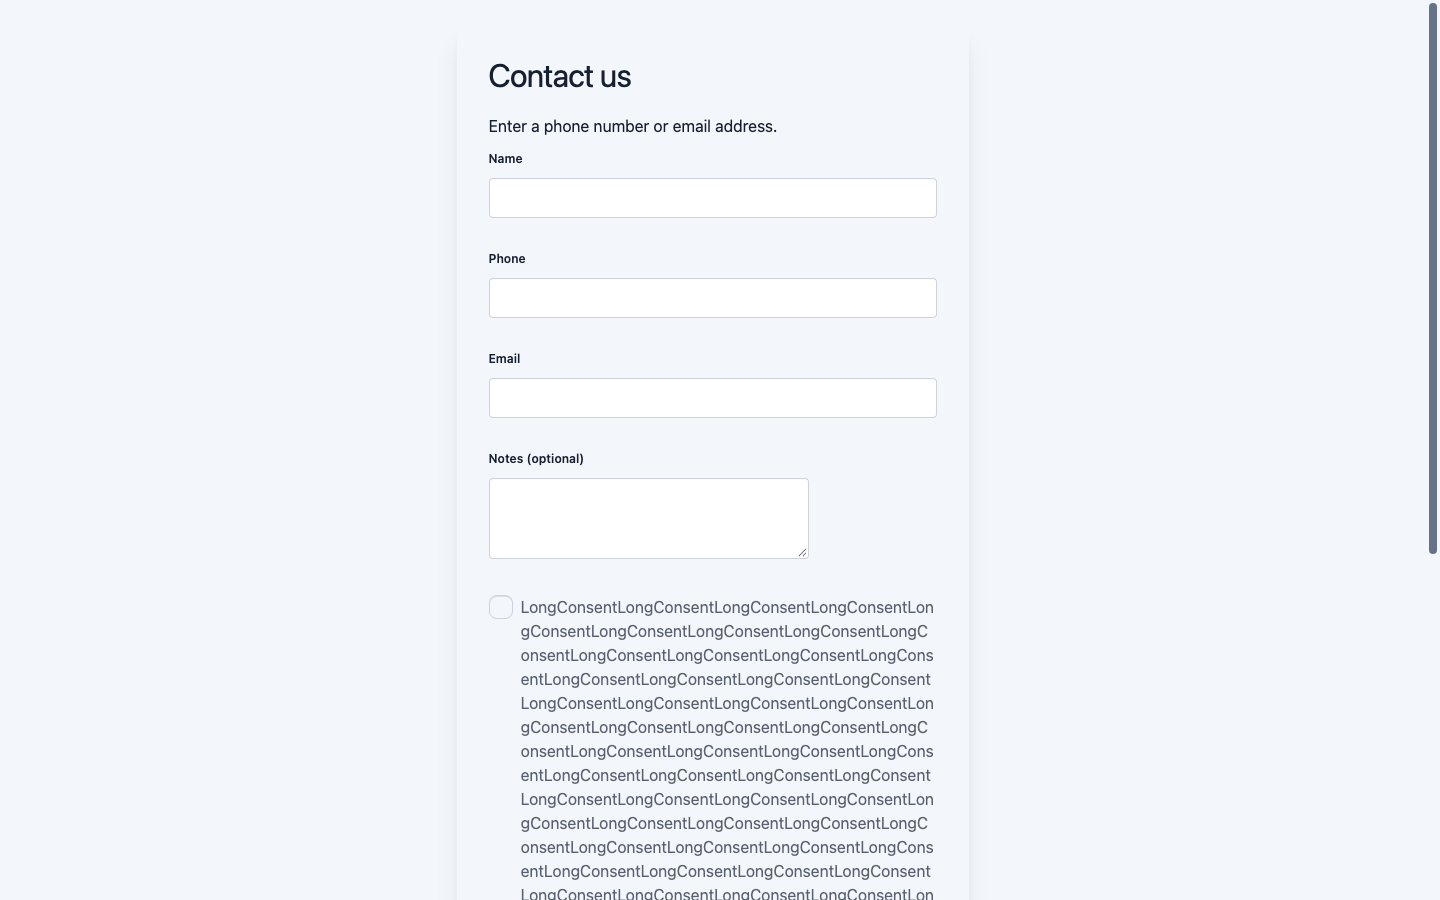 Contact us
Enter a phone number or email address.
Name
Phone
Email
Notes (optional)
LongConsentLongConsentLongConsentLongConsentLon
gConsentLongConsentLongConsentLongConsentLongC
onsentLongConsentLongConsentLongConsentLongCons
entLongConsentLongConsentLongConsentLongConsent
LongConsentLongConsentLongConsentLongConsentLon
gConsentLongConsentLongConsentLongConsentLongC
onsentLongConsentLongConsentLongConsentLongCons
entLongConsentLongConsentLongConsentLongConsent
LongConsentLongConsentLongConsentLongConsentLon
gConsentLongConsentLongConsentLongConsentLongC
onsentLongConsentLongConsentLongConsentLongCons
entLongConsentLongConsentLongConsentLongConsent
LongConsentLongConsentLongConsentLongConsentLon